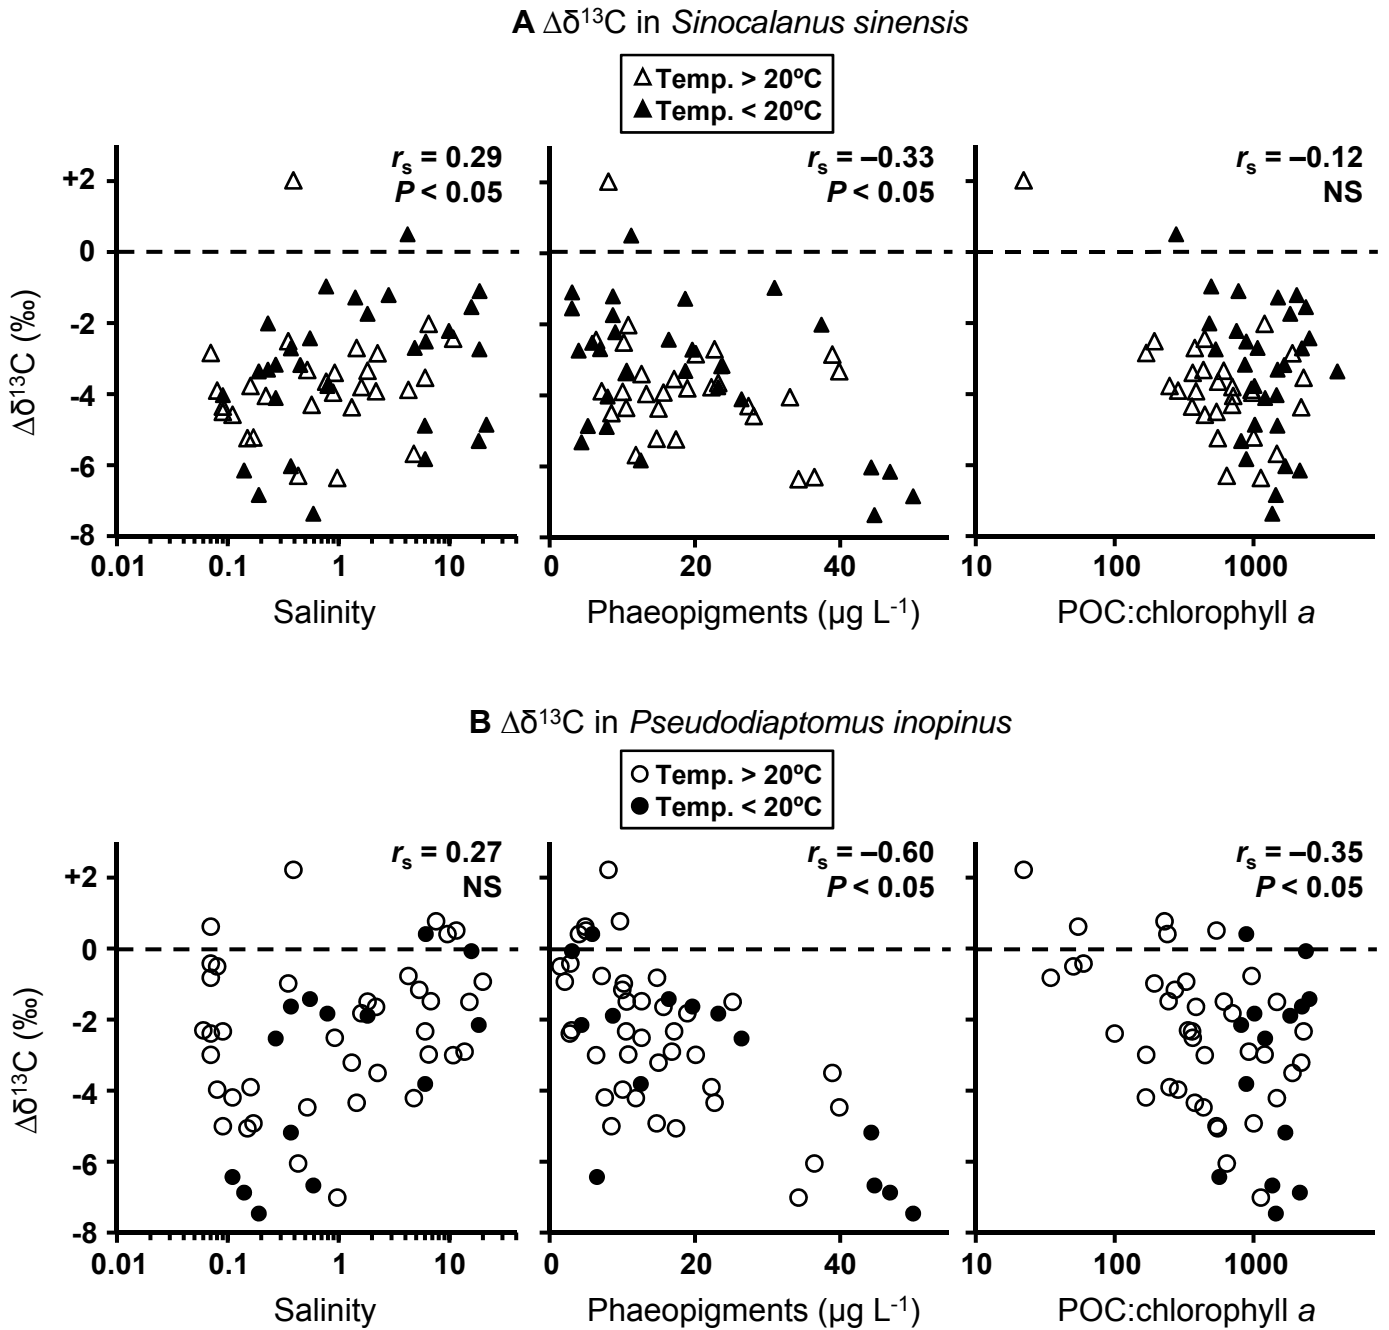 A Δδ¹³C in Sinocalanus sinensis
Temp. > 20ºC
Temp. < 20ºC
rs = 0.29
P < 0.05
rs = –0.33
P < 0.05
rs = –0.12
NS
+2
0
-2
-4
-6
-8
Δδ¹³C (‰)
0.01 0.1 1 10
0 20 40
10 100 1000
Salinity
Phaeopigments (µg L⁻¹)
POC:chlorophyll a
B Δδ¹³C in Pseudodiaptomus inopinus
Temp. > 20ºC
Temp. < 20ºC
rs = 0.27
NS
rs = –0.60
P < 0.05
rs = –0.35
P < 0.05
+2
0
-2
-4
-6
-8
Δδ¹³C (‰)
0.01 0.1 1 10
0 20 40
10 100 1000
Salinity
Phaeopigments (µg L⁻¹)
POC:chlorophyll a